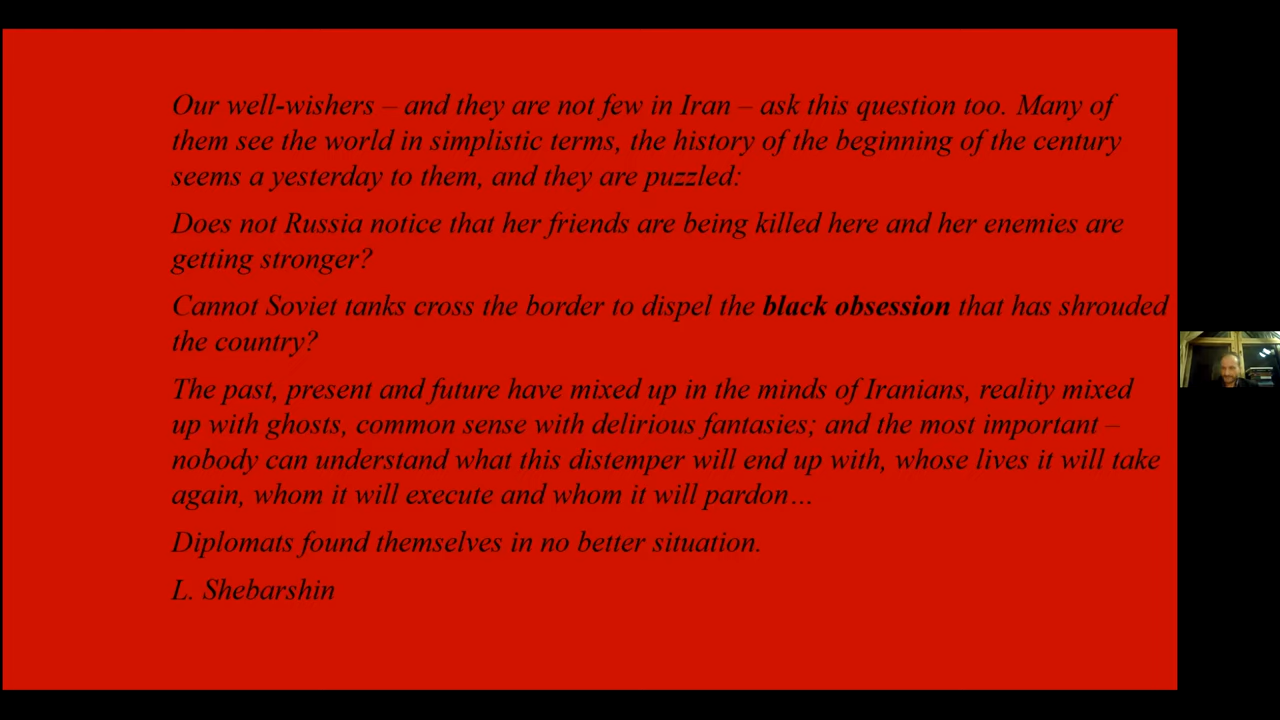 Our well-wishers – and they are not few in Iran – ask this question too. Many of
them see the world in simplistic terms, the history of the beginning of the century
seems a yesterday to them, and they are puzzled:
Does not Russia notice that her friends are being killed here and her enemies are
getting stronger?
Cannot Soviet tanks cross the border to dispel the black obsession that has shrouded
the country?
The past, present and future have mixed up in the minds of Iranians, reality mixed
up with ghosts, common sense with delirious fantasies; and the most important –
nobody can understand what this distemper will end up with, whose lives it will take
again, whom it will execute and whom it will pardon…
Diplomats found themselves in no better situation.
L. Shebarshin